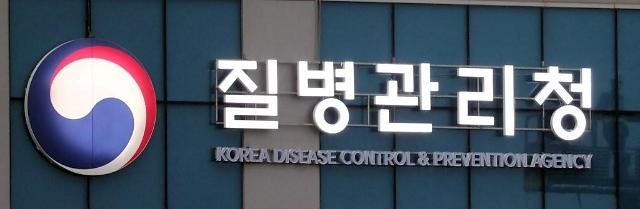 질병관리청
KOREA DISEASE CONTROL & PREVENTION AGENCY